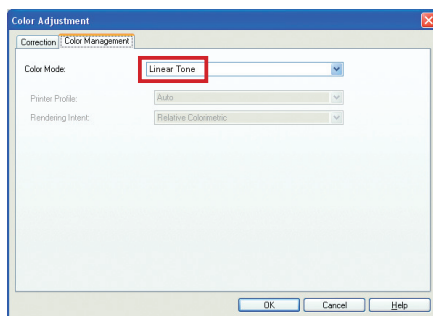 Color Adjustment
Correction Color Management
Color Mode: Linear Tone
Printer Profile: Auto
Rendering Intent: Relative Colorimetric
OK Cancel Help